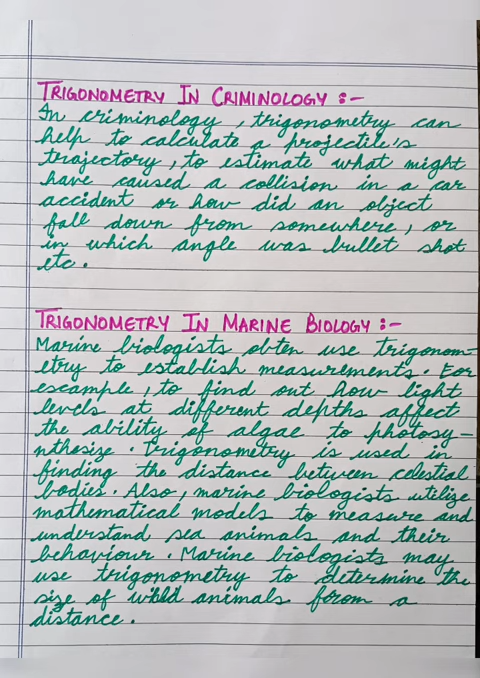 TRIGONOMETRY IN CRIMINOLOGY :-
In criminology, trigonometry can
help to calculate a projectile's
trajectory, to estimate what might
have caused a collision in a car
accident or how did an object
fall down from somewhere, or
in which angle was bullet shot
etc.
TRIGONOMETRY IN MARINE BIOLOGY :-
Marine biologists often use trigonom-
etry to establish measurements. For
example, to find out how light
levels at different depths affect
the ability of algae to photosy-
nthesize. Trigonometry is used in
finding the distance between celestial
bodies. Also, marine biologists utilize
mathematical models to measure and
understand sea animals and their
behaviour. Marine biologists may
use trigonometry to determine the
size of wild animals from a
distance.